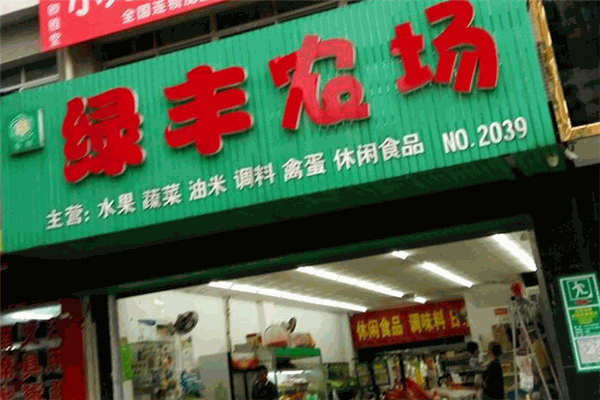 全国连锁
绿丰农场
主营: 水果 蔬菜 油米 调料 禽蛋 休闲食品 NO.2039
休闲食品 调味料